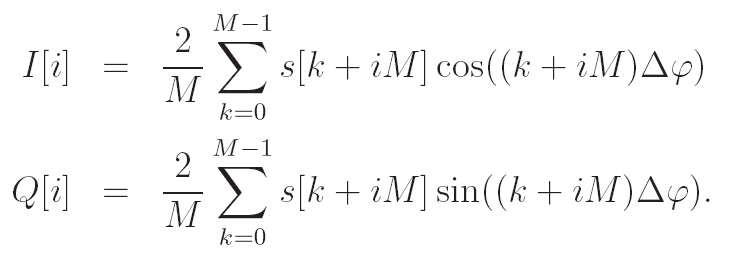 I[i] = \frac{2}{M} \sum_{k=0}^{M-1} s[k + iM] \cos((k + iM)\Delta\varphi)
Q[i] = \frac{2}{M} \sum_{k=0}^{M-1} s[k + iM] \sin((k + iM)\Delta\varphi).